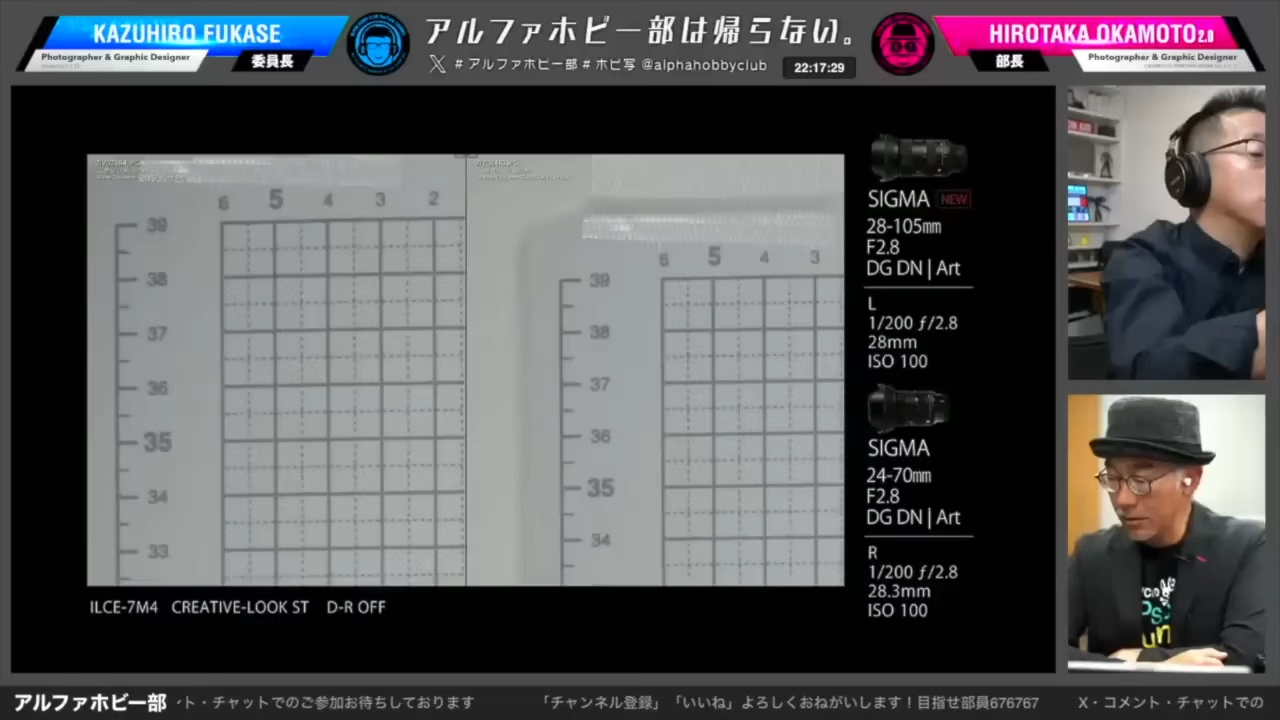 KAZUHIRO FUKASE
Photographer & Graphic Designer
委員長
アルファホビー部は帰らない。
# アルファホビー部 # ホビ写 @alphahobbyclub
22:17:29
HIROTAKA OKAMOTO2.0
部長
Photographer & Graphic Designer
6 5 4 3 2
39
38
37
36
35
34
33
6 5 4 3
39
38
37
36
35
34
SIGMA NEW
28-105mm
F2.8
DG DN | Art
L
1/200 ƒ/2.8
28mm
ISO 100
SIGMA
24-70mm
F2.8
DG DN | Art
R
1/200 ƒ/2.8
28.3mm
ISO 100
ILCE-7M4 CREATIVE-LOOK ST D-R OFF
アルファホビー部 ト・チャットでのご参加お待ちしております 「チャンネル登録」「いいね」よろしくおねがいします！目指せ部員676767 X・コメント・チャットでの